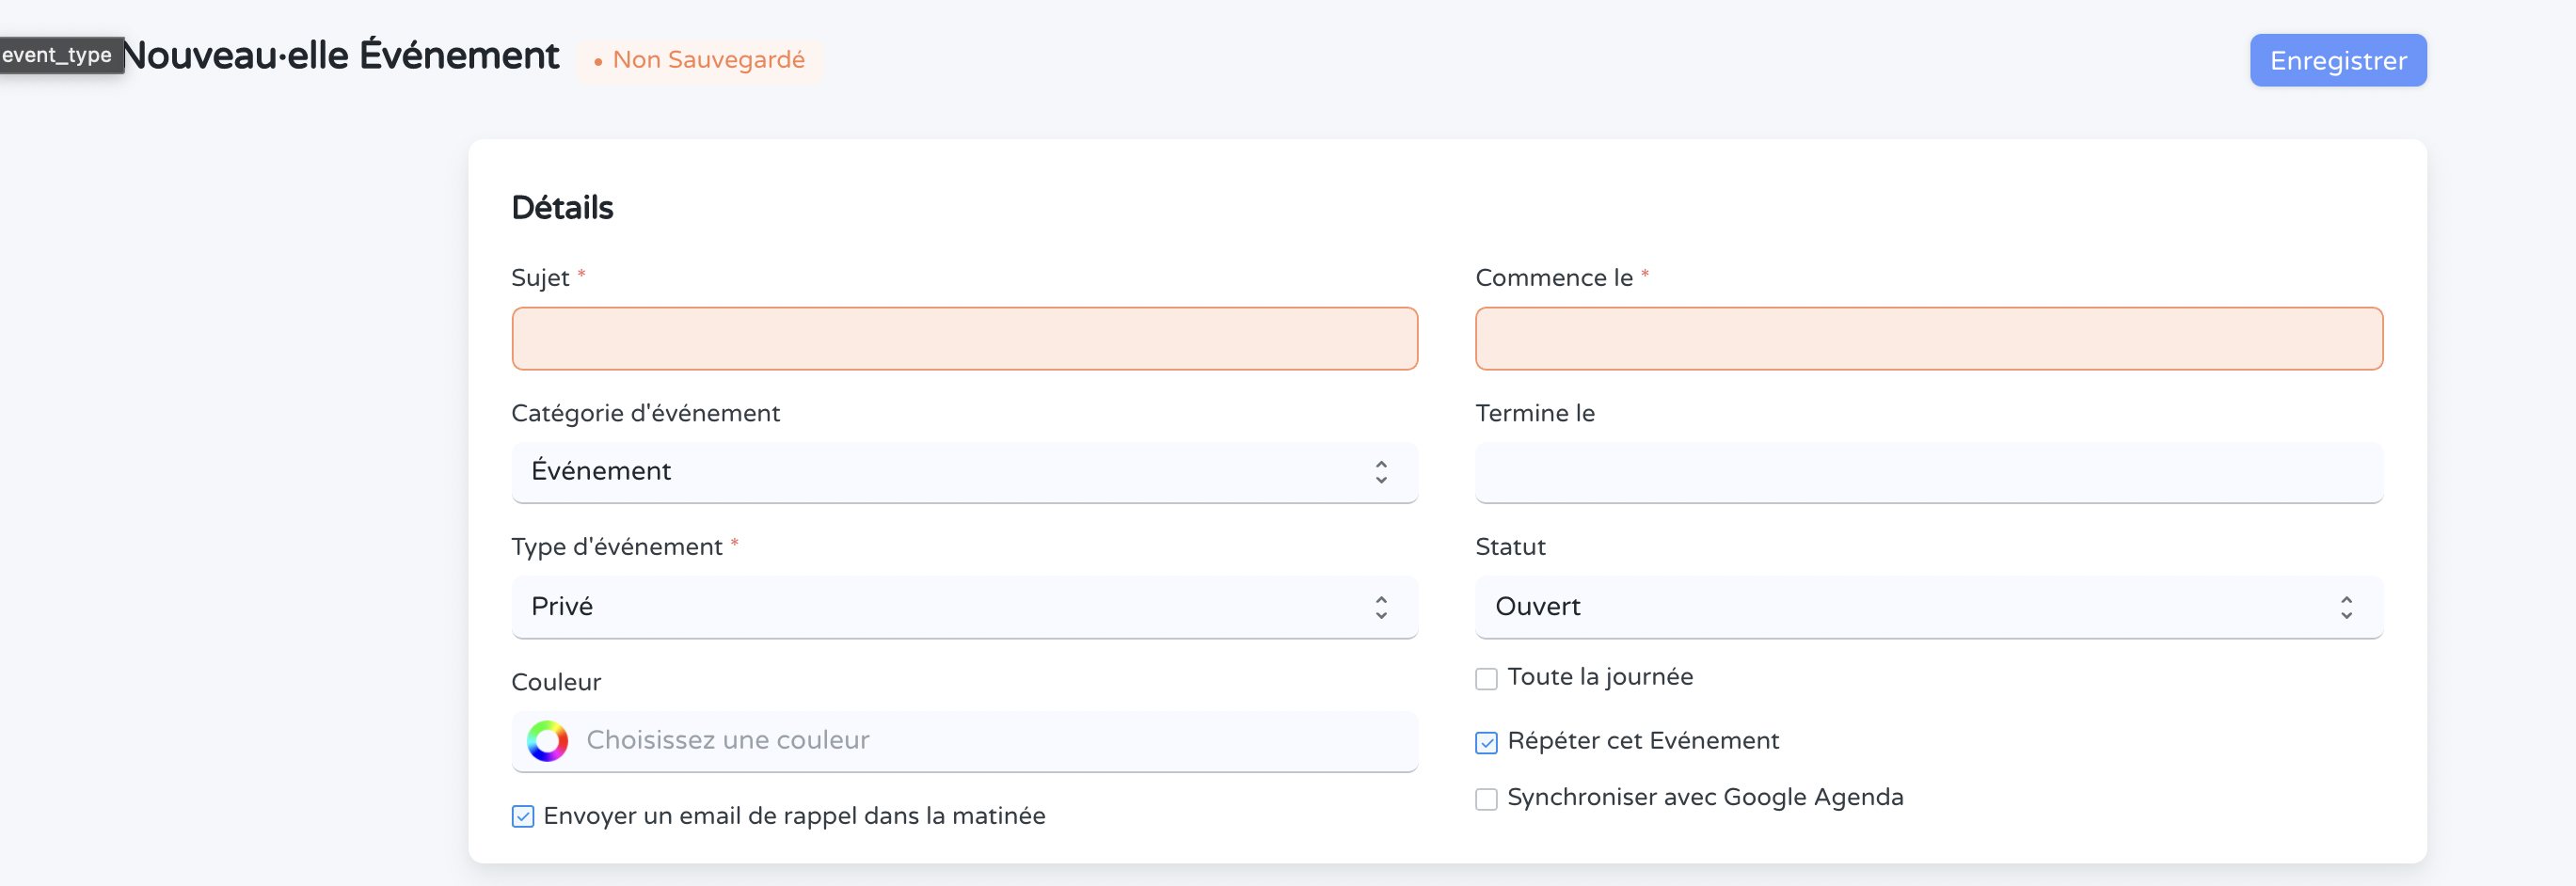 event_type
Nouveau·elle Événement
• Non Sauvegardé
Enregistrer
Détails
Sujet *
Commence le *
Catégorie d'événement
Événement
Termine le
Type d'événement *
Privé
Statut
Ouvert
Couleur
Choisissez une couleur
Toute la journée
Répéter cet Evénement
Synchroniser avec Google Agenda
Envoyer un email de rappel dans la matinée